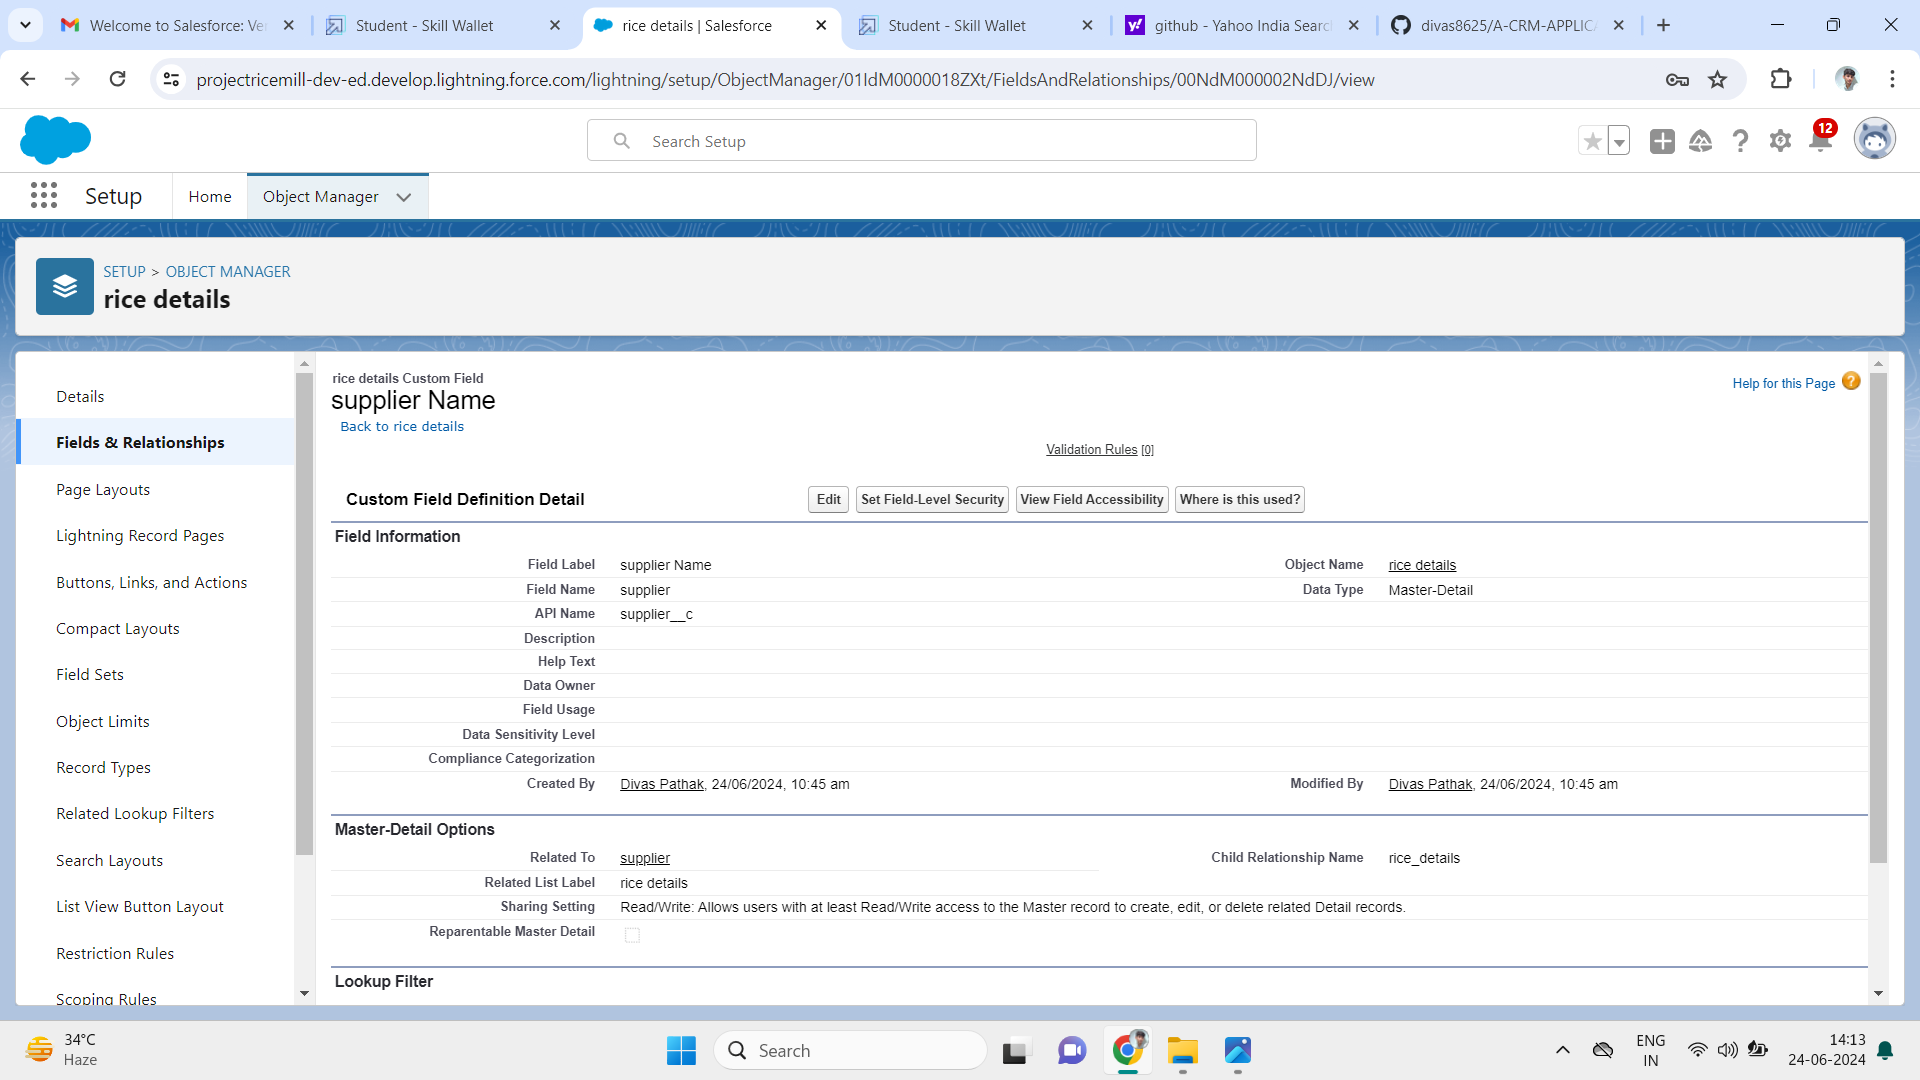 Welcome to Salesforce: Ver
Student - Skill Wallet
rice details | Salesforce
Student - Skill Wallet
github - Yahoo India Search
divas8625/A-CRM-APPLICA
projectricemill-dev-ed.develop.lightning.force.com/lightning/setup/ObjectManager/01IdM0000018ZXt/FieldsAndRelationships/00NdM000002NdDJ/view
Search Setup
12
Setup
Home
Object Manager
SETUP > OBJECT MANAGER
rice details
Details
Fields & Relationships
Page Layouts
Lightning Record Pages
Buttons, Links, and Actions
Compact Layouts
Field Sets
Object Limits
Record Types
Related Lookup Filters
Search Layouts
List View Button Layout
Restriction Rules
Scoping Rules
rice details Custom Field
supplier Name
Back to rice details
Help for this Page ?
Validation Rules [0]
Custom Field Definition Detail
Edit
Set Field-Level Security
View Field Accessibility
Where is this used?
Field Information
Field Label supplier Name Object Name rice details
Field Name supplier Data Type Master-Detail
API Name supplier__c
Description
Help Text
Data Owner
Field Usage
Data Sensitivity Level
Compliance Categorization
Created By Divas Pathak, 24/06/2024, 10:45 am Modified By Divas Pathak, 24/06/2024, 10:45 am
Master-Detail Options
Related To supplier Child Relationship Name rice_details
Related List Label rice details
Sharing Setting Read/Write: Allows users with at least Read/Write access to the Master record to create, edit, or delete related Detail records.
Reparentable Master Detail
Lookup Filter
34°C
Haze
Search
ENG
IN
14:13
24-06-2024